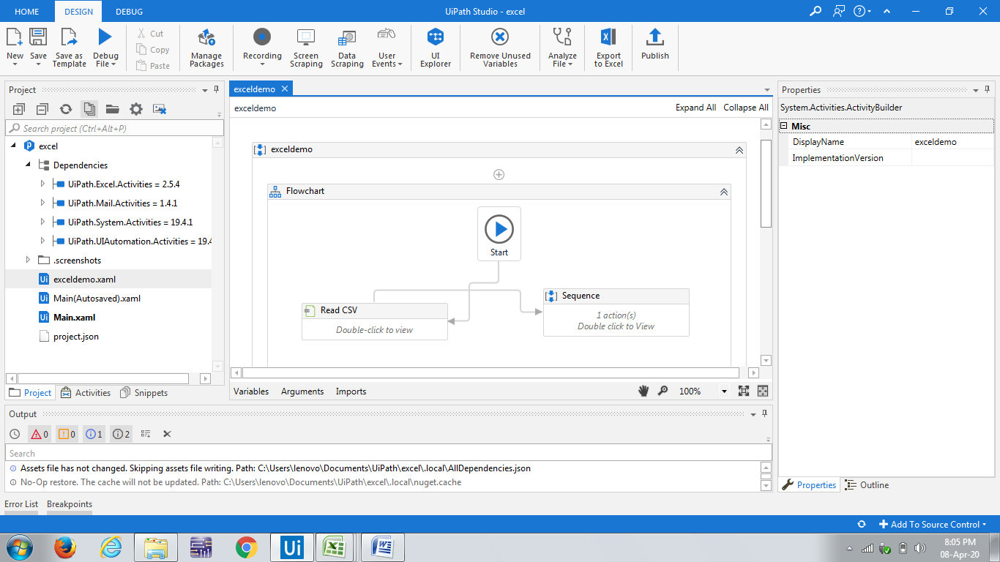 HOME DESIGN DEBUG UiPath Studio - excel
New Save Save as Template Debug File Cut Copy Paste Manage Packages Recording Screen Scraping Data Scraping User Events UI Explorer Remove Unused Variables Analyze File Export to Excel Publish
Project
Search project (Ctrl+Alt+P)
excel
Dependencies
UiPath.Excel.Activities = 2.5.4
UiPath.Mail.Activities = 1.4.1
UiPath.System.Activities = 19.4.1
UiPath.UIAutomation.Activities = 19.4
.screenshots
exceldemo.xaml
Main(Autosaved).xaml
Main.xaml
project.json
Project Activities Snippets
exceldemo
exceldemo Expand All Collapse All
exceldemo
Flowchart
Start
Read CSV
Double-click to view
Sequence
1 action(s)
Double click to View
Variables Arguments Imports 100%
Properties
System.Activities.ActivityBuilder
Misc
DisplayName exceldemo
ImplementationVersion
Properties Outline
Output
0 0 1 2
Search
Assets file has not changed. Skipping assets file writing. Path: C:\Users\lenovo\Documents\UiPath\excel\.local\AllDependencies.json
No-Op restore. The cache will not be updated. Path: C:\Users\lenovo\Documents\UiPath\excel\.local\nuget.cache
Error List Breakpoints
Add To Source Control
Ui
8:05 PM
08-Apr-20